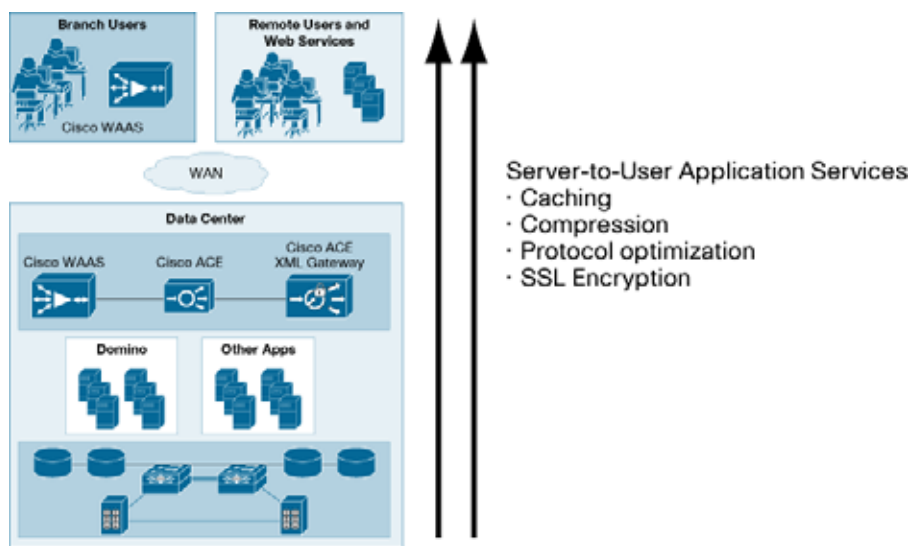 Branch Users
Cisco WAAS
Remote Users and
Web Services
WAN
Data Center
Cisco WAAS
Cisco ACE
Cisco ACE
XML Gateway
Domino
Other Apps
Server-to-User Application Services
· Caching
· Compression
· Protocol optimization
· SSL Encryption